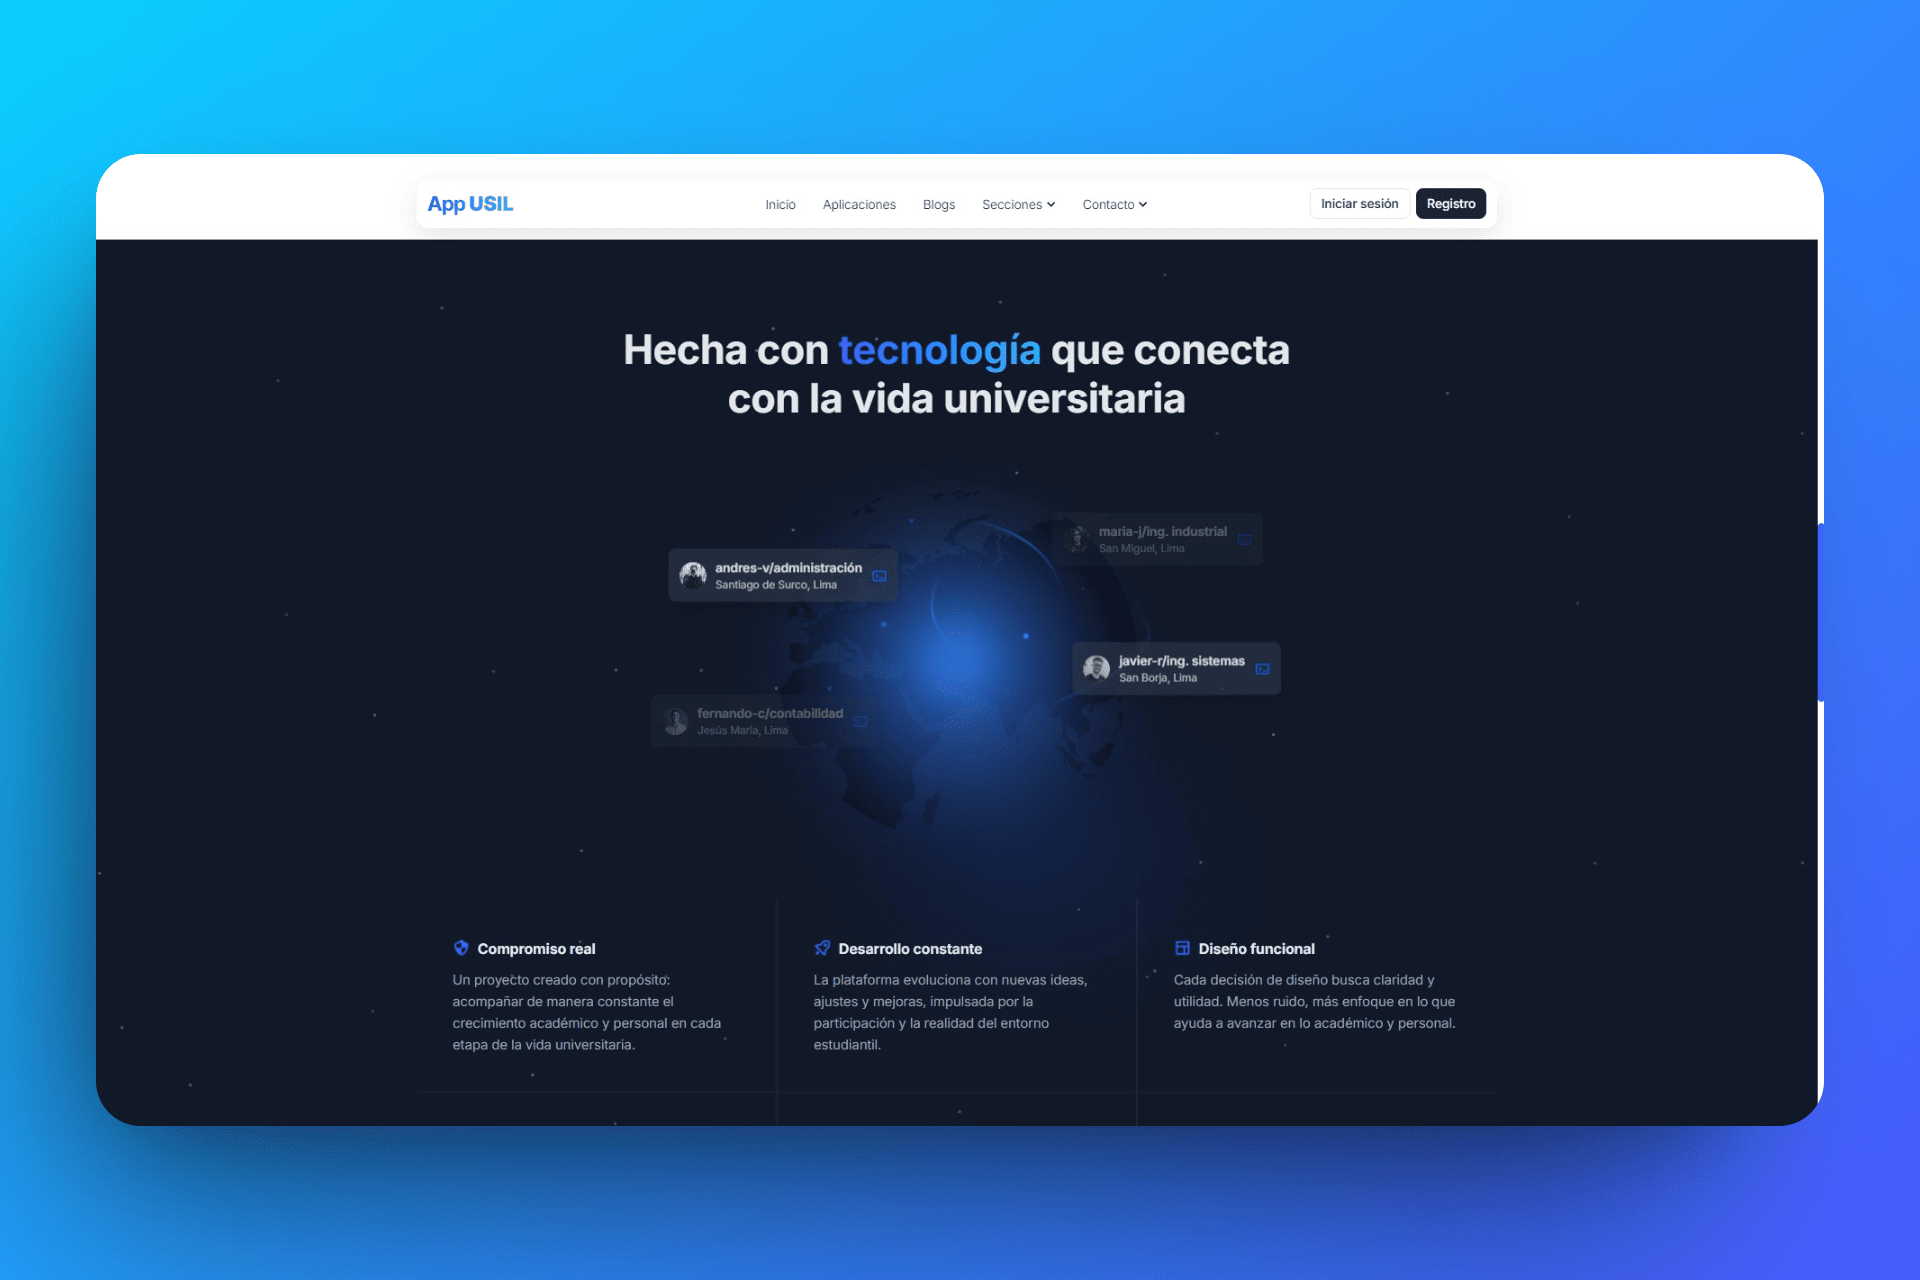 App USIL
Inicio
Aplicaciones
Blogs
Secciones
Contacto
Iniciar sesión
Registro
Hecha con tecnología que conecta
con la vida universitaria
maria-j/ing. industrial
San Miguel, Lima
andres-v/administración
Santiago de Surco, Lima
javier-r/ing. sistemas
San Borja, Lima
fernando-c/contabilidad
Jesús María, Lima
Compromiso real
Un proyecto creado con propósito:
acompañar de manera constante el
crecimiento académico y personal en cada
etapa de la vida universitaria.
Desarrollo constante
La plataforma evoluciona con nuevas ideas,
ajustes y mejoras, impulsada por la
participación y la realidad del entorno
estudiantil.
Diseño funcional
Cada decisión de diseño busca claridad y
utilidad. Menos ruido, más enfoque en lo que
ayuda a avanzar en lo académico y personal.